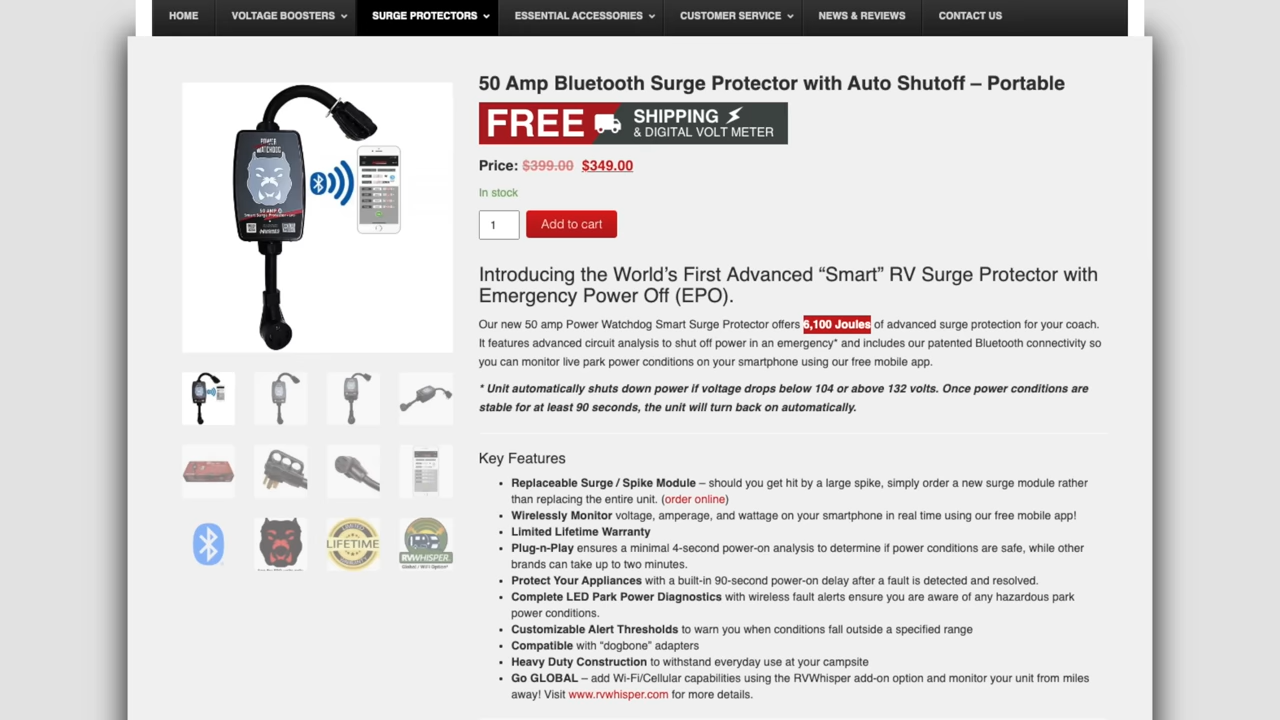 HOME VOLTAGE BOOSTERS SURGE PROTECTORS ESSENTIAL ACCESSORIES CUSTOMER SERVICE NEWS & REVIEWS CONTACT US
50 Amp Bluetooth Surge Protector with Auto Shutoff – Portable
FREE SHIPPING
& DIGITAL VOLT METER
Price: $399.00 $349.00
In stock
1 Add to cart
POWER
WATCHDOG
50 AMP
Introducing the World’s First Advanced “Smart” RV Surge Protector with
Emergency Power Off (EPO).
Our new 50 amp Power Watchdog Smart Surge Protector offers 6,100 Joules of advanced surge protection for your coach.
It features advanced circuit analysis to shut off power in an emergency* and includes our patented Bluetooth connectivity so
you can monitor live park power conditions on your smartphone using our free mobile app.
* Unit automatically shuts down power if voltage drops below 104 or above 132 volts. Once power conditions are
stable for at least 90 seconds, the unit will turn back on automatically.
Key Features
• Replaceable Surge / Spike Module – should you get hit by a large spike, simply order a new surge module rather
than replacing the entire unit. (order online)
• Wirelessly Monitor voltage, amperage, and wattage on your smartphone in real time using our free mobile app!
• Limited Lifetime Warranty
• Plug-n-Play ensures a minimal 4-second power-on analysis to determine if power conditions are safe, while other
brands can take up to two minutes.
• Protect Your Appliances with a built-in 90-second power-on delay after a fault is detected and resolved.
• Complete LED Park Power Diagnostics with wireless fault alerts ensure you are aware of any hazardous park
power conditions.
• Customizable Alert Thresholds to warn you when conditions fall outside a specified range
• Compatible with “dogbone” adapters
• Heavy Duty Construction to withstand everyday use at your campsite
• Go GLOBAL – add Wi-Fi/Cellular capabilities using the RVWhisper add-on option and monitor your unit from miles
away! Visit www.rvwhisper.com for more details.
LIFETIME
RVWHISPER